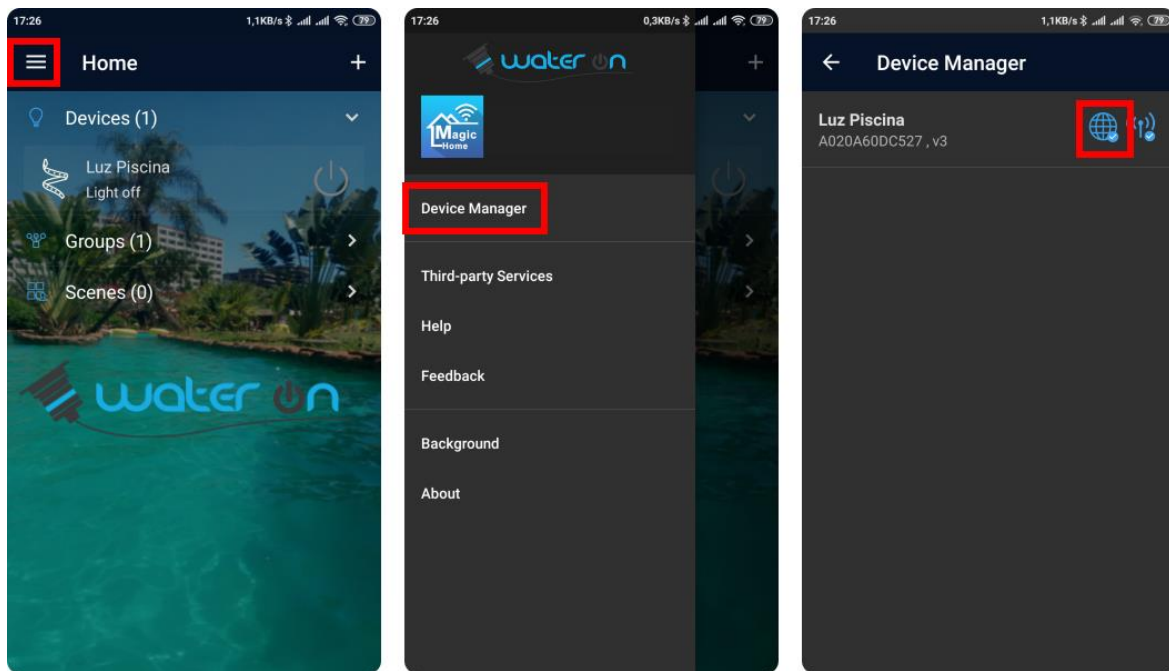 17:26 1,1KB/s 79
Home
Devices (1)
Luz Piscina
Light off
Groups (1)
Scenes (0)
water on
17:26 0,3KB/s 79
water on
Magic
Home
Device Manager
Third-party Services
Help
Feedback
Background
About
17:26 1,1KB/s 79
Device Manager
Luz Piscina
A020A60DC527 , v3